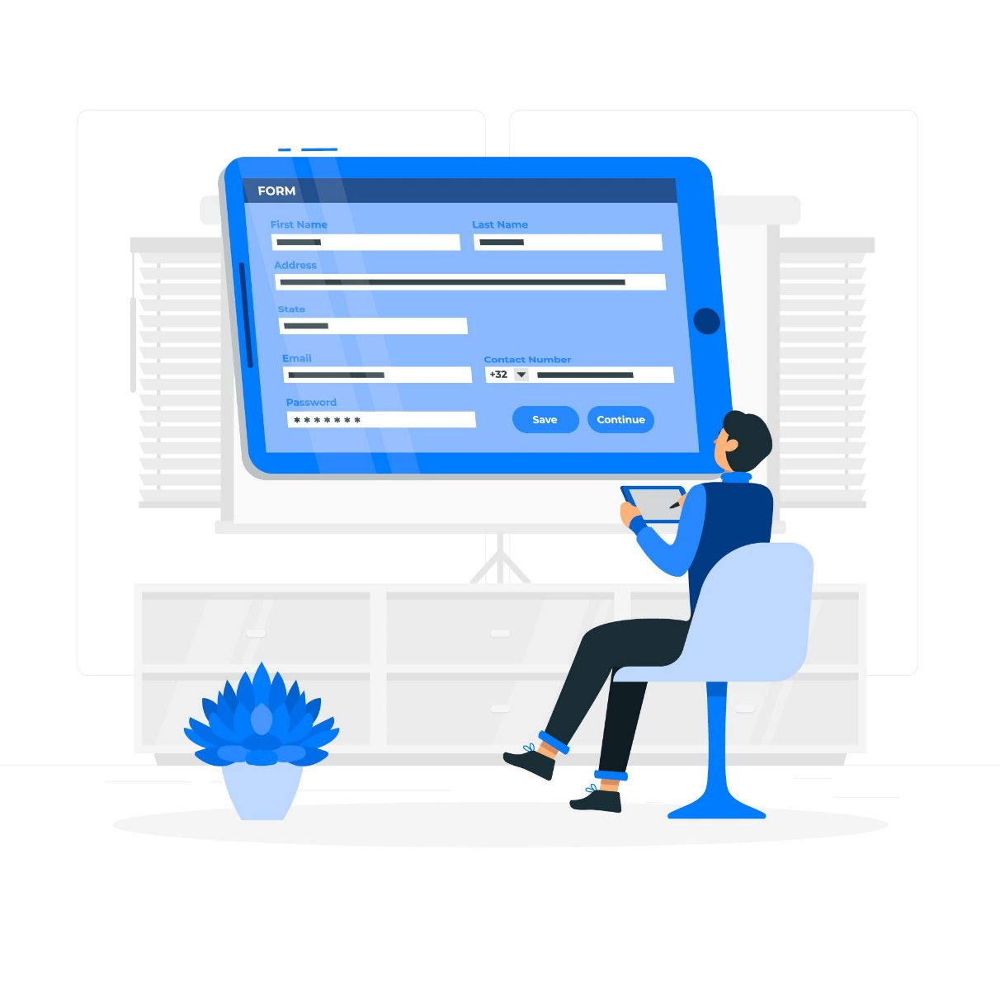 FORM
First Name Last Name
Address
State
Email Contact Number
+32
Password
*******
Save Continue